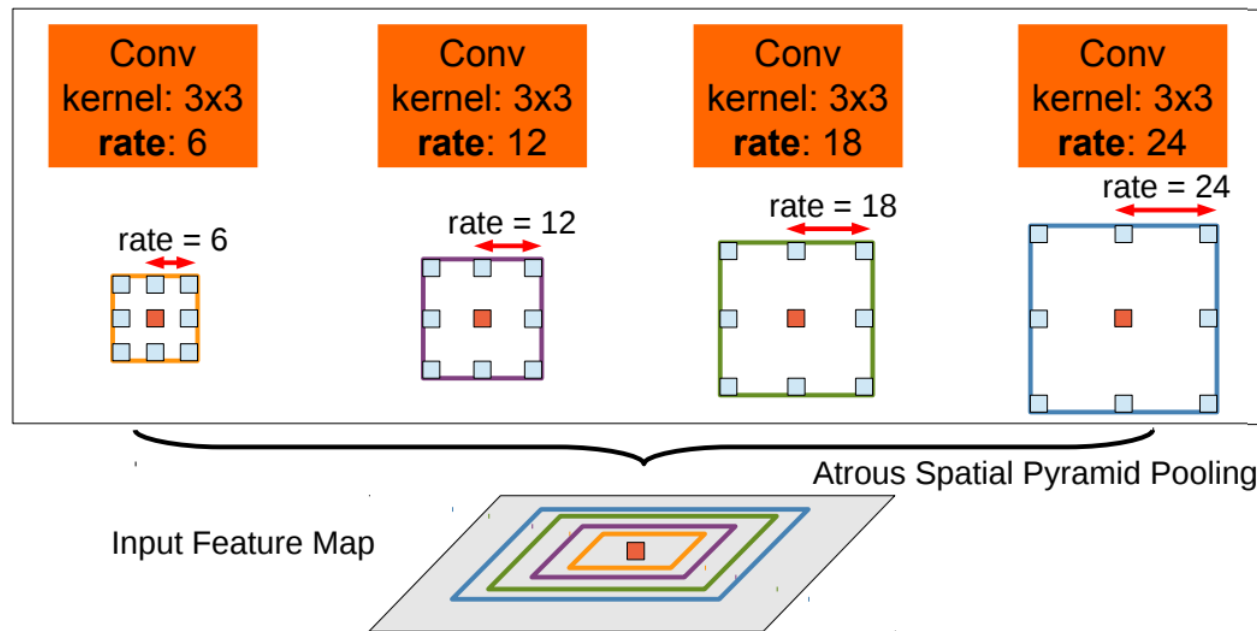 Conv
kernel: 3x3
rate: 6
Conv
kernel: 3x3
rate: 12
Conv
kernel: 3x3
rate: 18
Conv
kernel: 3x3
rate: 24
rate = 6
rate = 12
rate = 18
rate = 24
Atrous Spatial Pyramid Pooling
Input Feature Map